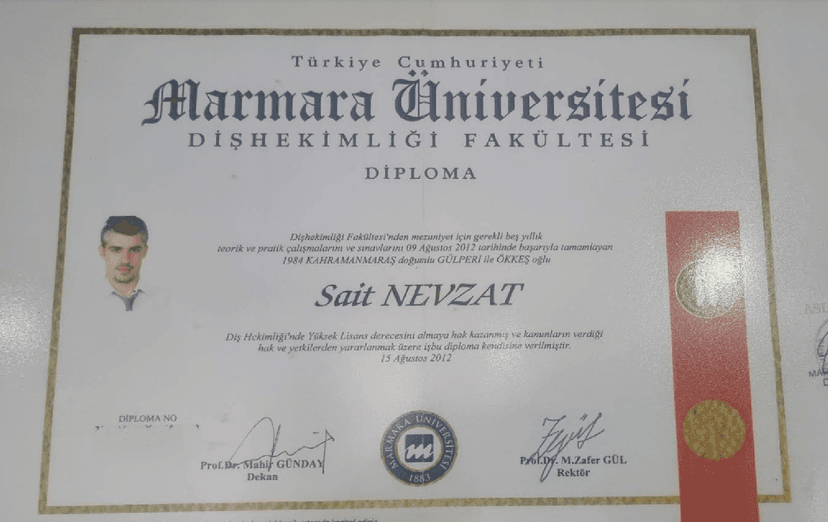 Türkiye Cumhuriyeti
Marmara Üniversitesi
DİŞHEKİMLİĞİ FAKÜLTESİ
DİPLOMA
Dişhekimliği Fakültesi'nden mezuniyet için gerekli beş yıllık
teorik ve pratik çalışmalarını ve sınavlarını 09 Ağustos 2012 tarihinde başarıyla tamamlayan
1984 KAHRAMANMARAŞ doğumlu GÜLPERİ ile ÖKKEŞ oğlu
Sait NEVZAT
Diş Hekimliği'nde Yüksek Lisans derecesini almaya hak kazanmış ve kanunların verdiği
hak ve yetkilerden yararlanmak üzere işbu diploma kendisine verilmiştir.
15 Ağustos 2012
DİPLOMA NO
Prof.Dr. Mahir GÜNDAY
Dekan
MARMARA ÜNİVERSİTESİ
1883
Prof.Dr. M.Zafer GÜL
Rektör